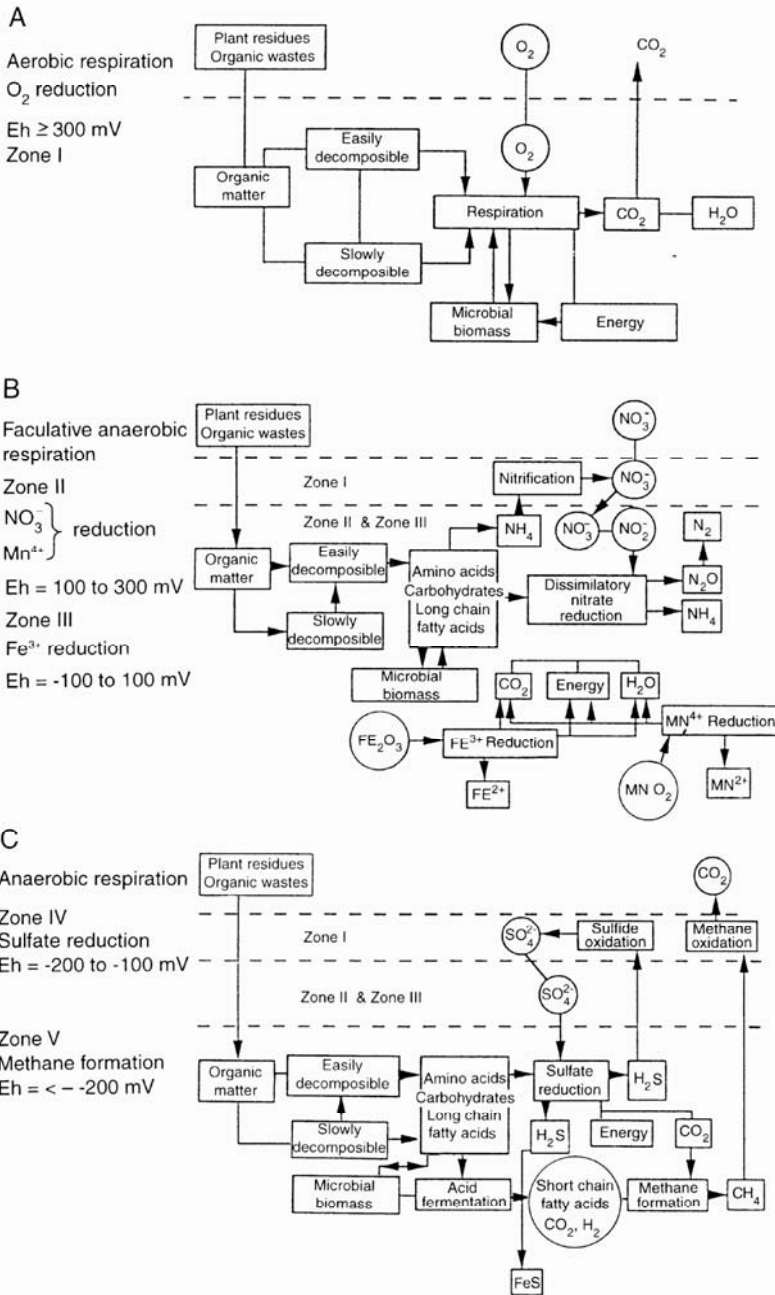 A
Aerobic respiration
O₂ reduction
Eh ≥ 300 mV
Zone I
Plant residues
Organic wastes
O₂
CO₂
O₂
Easily
decomposable
Organic
matter
Slowly
decomposible
Respiration
CO₂
H₂O
Microbial
biomass
Energy
B
Faculative anaerobic
respiration
Zone II
NO₃⁻
Mn⁴⁺
reduction
Eh = 100 to 300 mV
Zone III
Fe³⁺ reduction
Eh = -100 to 100 mV
Plant residues
Organic wastes
NO₃⁻
Zone I
Nitrification
NO₃⁻
Zone II & Zone III
NH₄
NO₃⁻
NO₂⁻
N₂
Organic
matter
Easily
decomposible
Slowly
decomposible
Amino acids
Carbohydrates
Long chain
fatty acids
Dissimilatory
nitrate
reduction
N₂O
NH₄
Microbial
biomass
CO₂
Energy
H₂O
FE₂O₃
FE³⁺ Reduction
MN⁴⁺ Reduction
FE²⁺
MN O₂
MN²⁺
C
Anaerobic respiration
Zone IV
Sulfate reduction
Eh = -200 to -100 mV
Zone V
Methane formation
Eh = < – -200 mV
Plant residues
Organic wastes
CO₂
Zone I
SO₄²⁻
Sulfide
oxidation
Methane
oxidation
Zone II & Zone III
SO₄²⁻
Organic
matter
Easily
decomposible
Slowly
decomposible
Amino acids
Carbohydrates
Long chain
fatty acids
Sulfate
reduction
H₂S
H₂S
Energy
CO₂
Microbial
biomass
Acid
fermentation
Short chain
fatty acids
CO₂, H₂
Methane
formation
CH₄
FeS